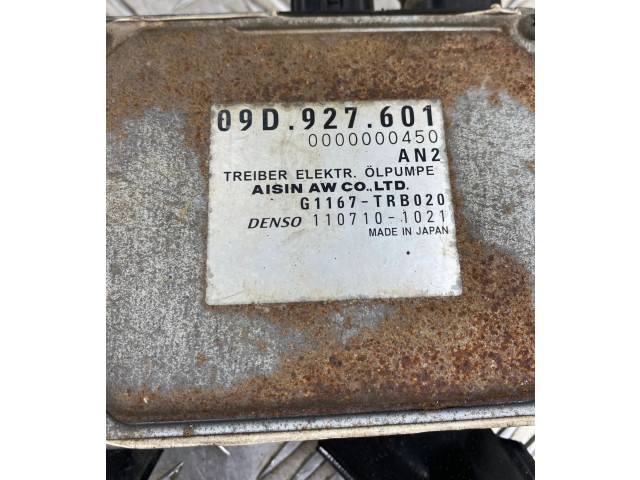 09D.927.601
0000000450
AN2
TREIBER ELEKTR. ÖLPUMPE
AISIN AW CO.,LTD.
G1167-TRB020
DENSO 110710-1021
MADE IN JAPAN